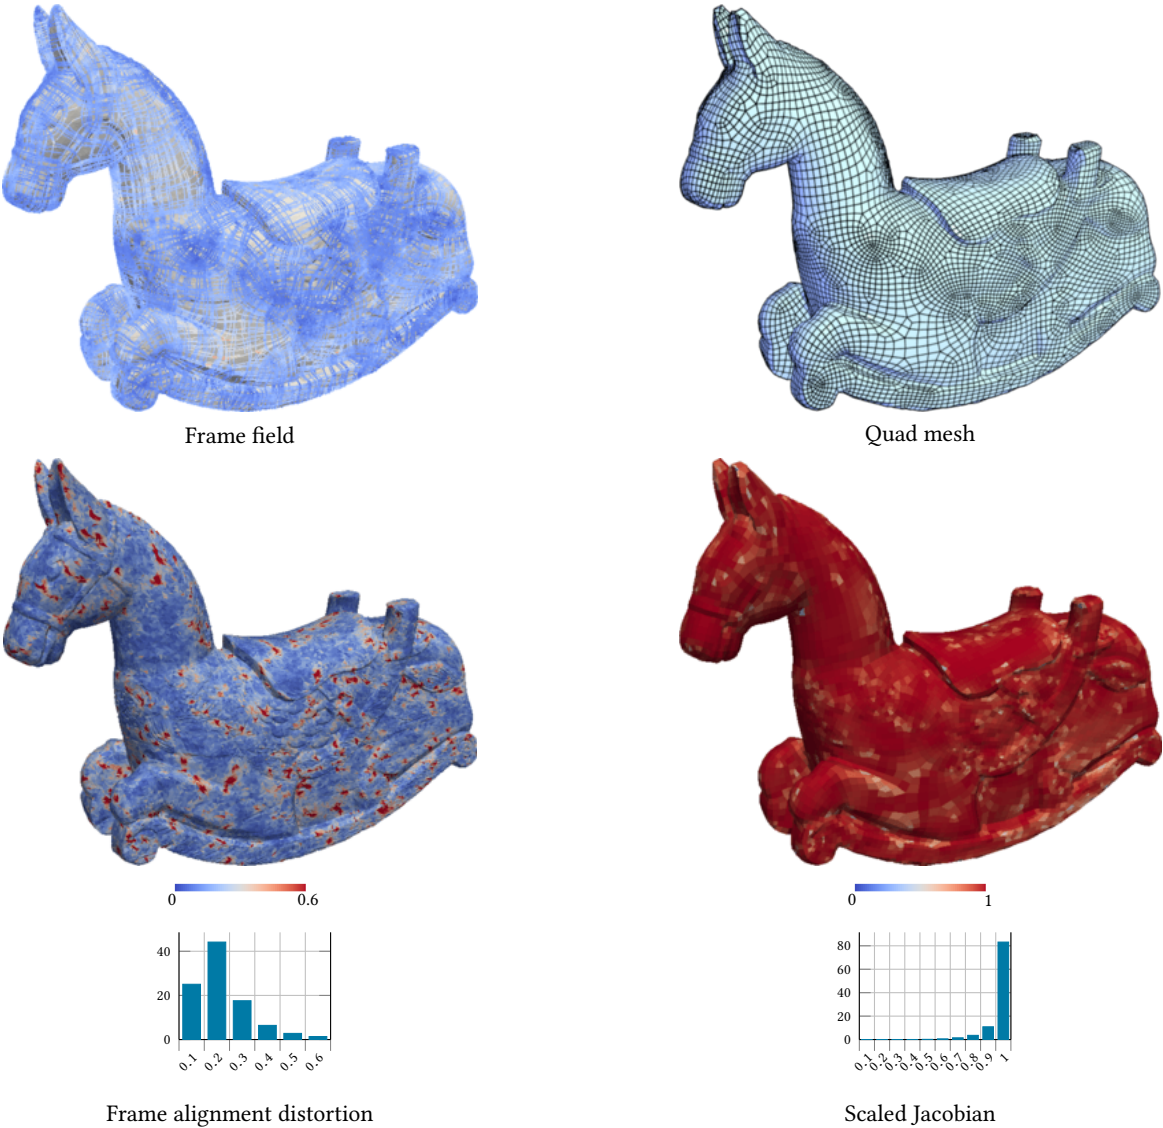 Frame field
Quad mesh
0 0.6
0 1
40
20
0
0.1 0.2 0.3 0.4 0.5 0.6
80
60
40
20
0
0.1 0.2 0.3 0.4 0.5 0.6 0.7 0.8 0.9 1
Frame alignment distortion
Scaled Jacobian